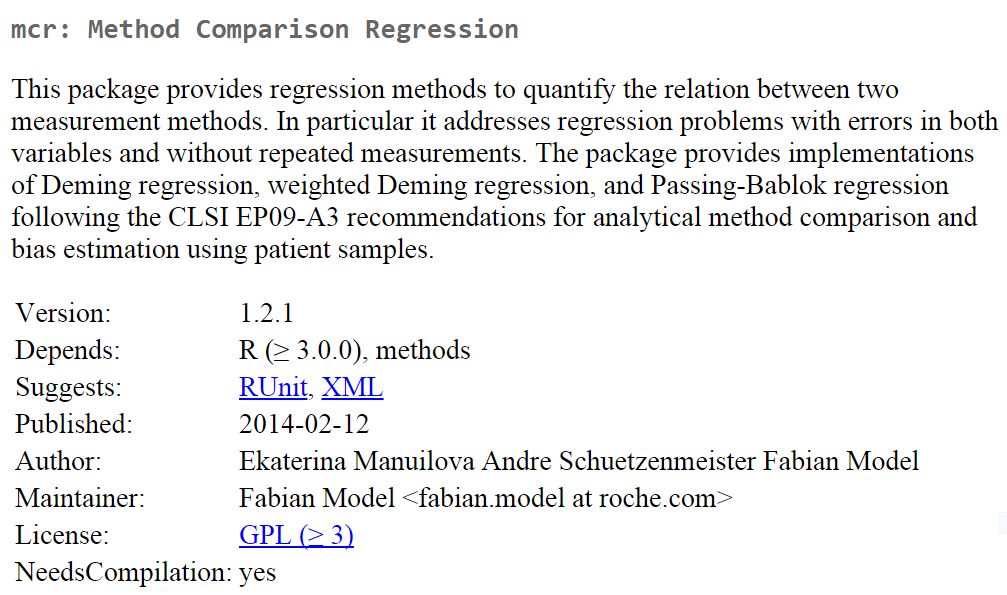 mcr: Method Comparison Regression
This package provides regression methods to quantify the relation between two
measurement methods. In particular it addresses regression problems with errors in both
variables and without repeated measurements. The package provides implementations
of Deming regression, weighted Deming regression, and Passing-Bablok regression
following the CLSI EP09-A3 recommendations for analytical method comparison and
bias estimation using patient samples.
Version: 1.2.1
Depends: R (≥ 3.0.0), methods
Suggests: RUnit, XML
Published: 2014-02-12
Author: Ekaterina Manuilova Andre Schuetzenmeister Fabian Model
Maintainer: Fabian Model <fabian.model at roche.com>
License: GPL (≥ 3)
NeedsCompilation: yes